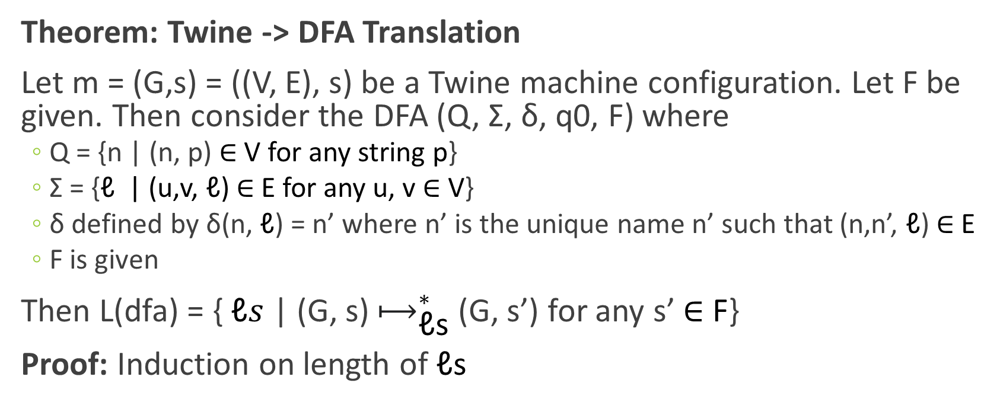 Theorem: Twine -> DFA Translation
Let m = (G,s) = ((V, E), s) be a Twine machine configuration. Let F be
given. Then consider the DFA (Q, Σ, δ, q0, F) where
◦ Q = {n | (n, p) ∈ V for any string p}
◦ Σ = {ℓ | (u,v, ℓ) ∈ E for any u, v ∈ V}
◦ δ defined by δ(n, ℓ) = n’ where n’ is the unique name n’ such that (n,n’, ℓ) ∈ E
◦ F is given
Then L(dfa) = { ℓs | (G, s) ⟼*ℓs (G, s’) for any s’ ∈ F}
Proof: Induction on length of ℓs